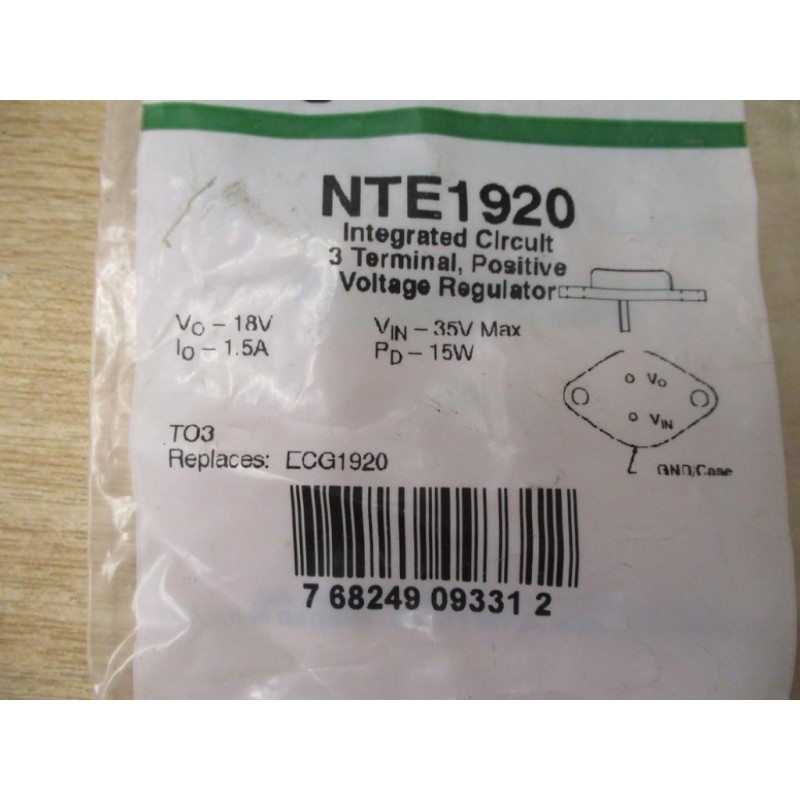 NTE1920
Integrated Circuit
3 Terminal, Positive
Voltage Regulator
VO – 18V
VIN – 35V Max
IO – 1.5A
PD – 15W
VO
VIN
GND/Case
TO3
Replaces: ECG1920
7 68249 09331 2